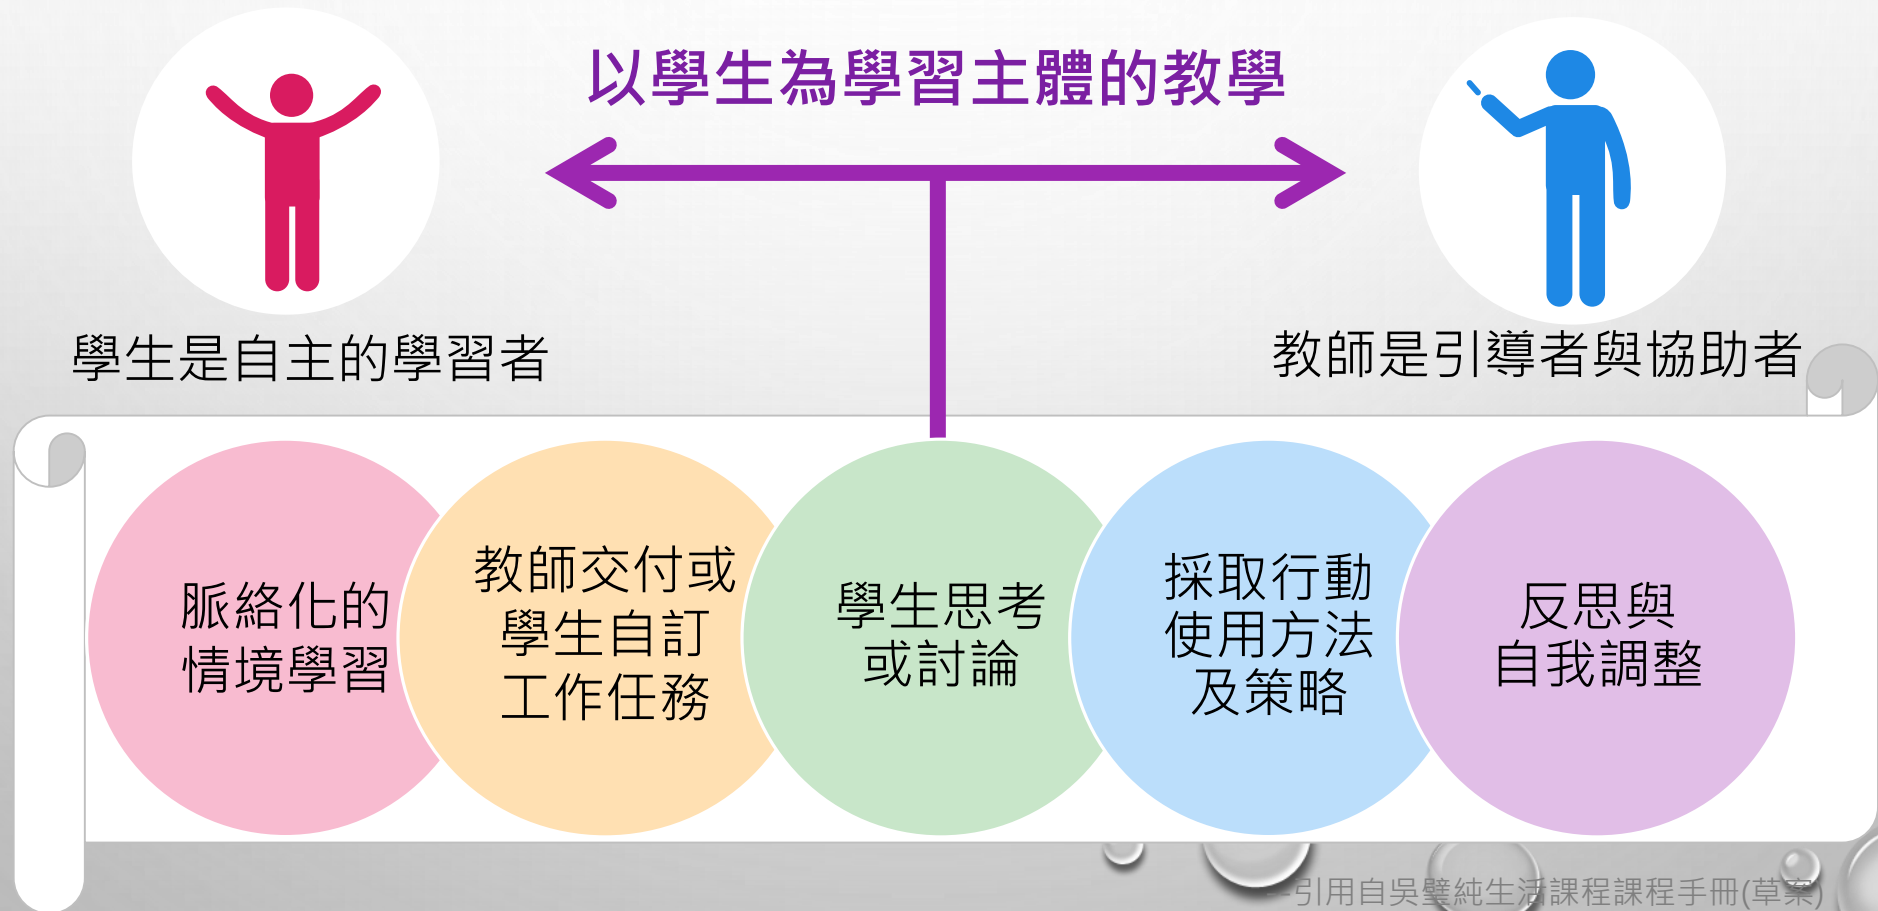 以學生為學習主體的教學
學生是自主的學習者
教師是引導者與協助者
脈絡化的
情境學習
教師交付或
學生自訂
工作任務
學生思考
或討論
採取行動
使用方法
及策略
反思與
自我調整
--引用自吳璧純生活課程課程手冊(草案)